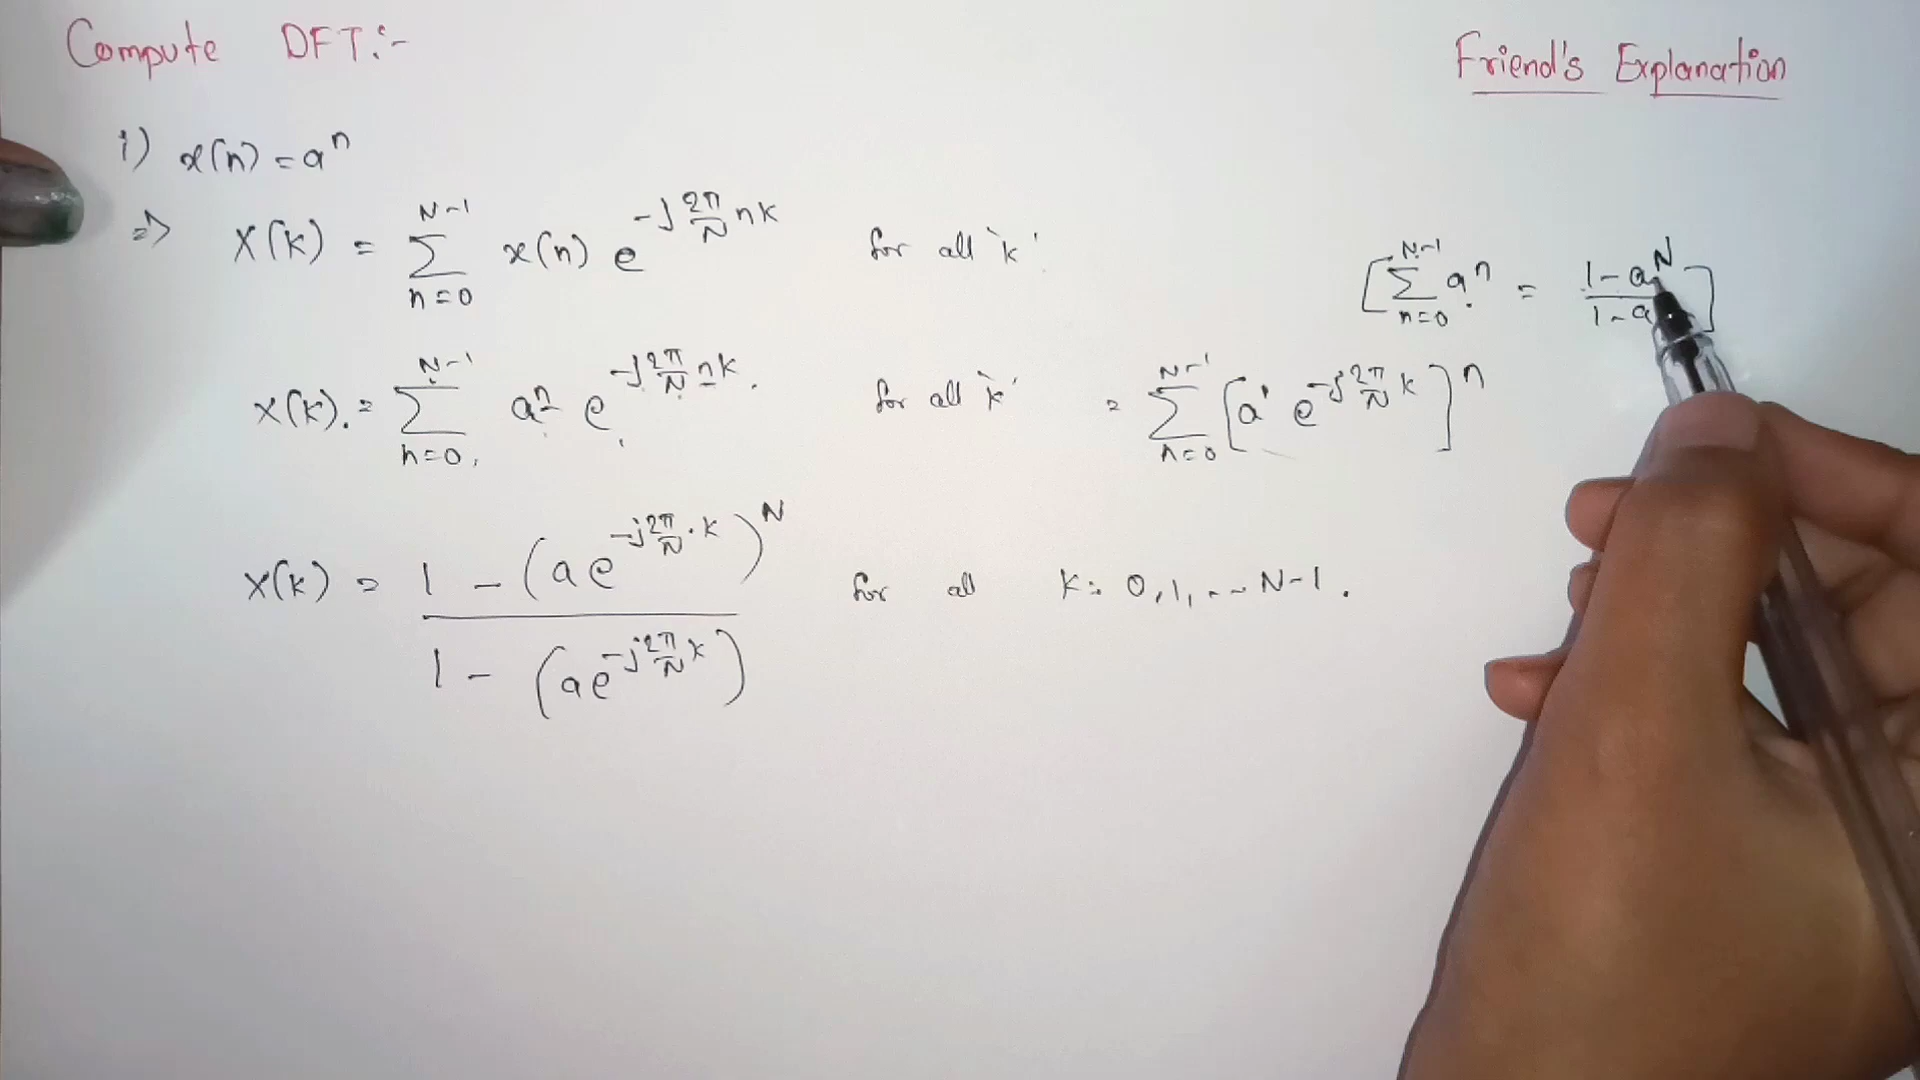 Compute DFT:-
Friend's Explanation
i) x(n) = a^n
=> X(k) = Σ_{n=0}^{N-1} x(n) e^{-j 2π/N nk} for all 'k'.
[Σ_{n=0}^{N-1} a^n = (1-a^N)/(1-a)]
X(k) = Σ_{n=0}^{N-1} a^n e^{-j 2π/N nk}. for all 'k' = Σ_{n=0}^{N-1} [a' e^{-j 2π/N k}]^n
X(k) = (1 - (a e^{-j 2π/N · k})^N) / (1 - (a e^{-j 2π/N k})) for all k = 0, 1, ... N-1.